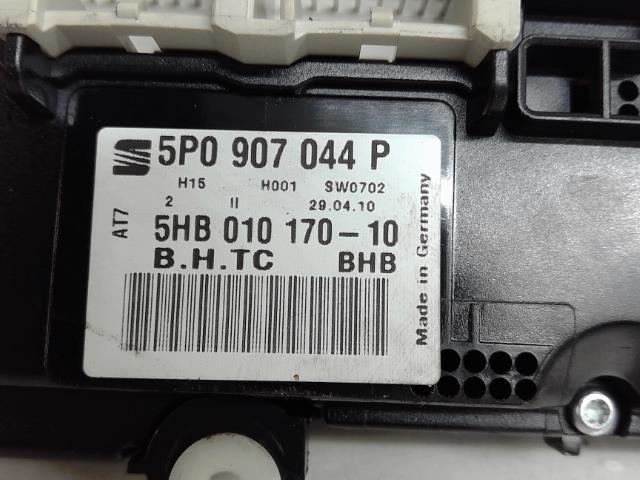 5P0 907 044 P
H15 H001 SW0702
2 II 29.04.10
AT7
5HB 010 170-10
B.H.TC BHB
Made in Germany